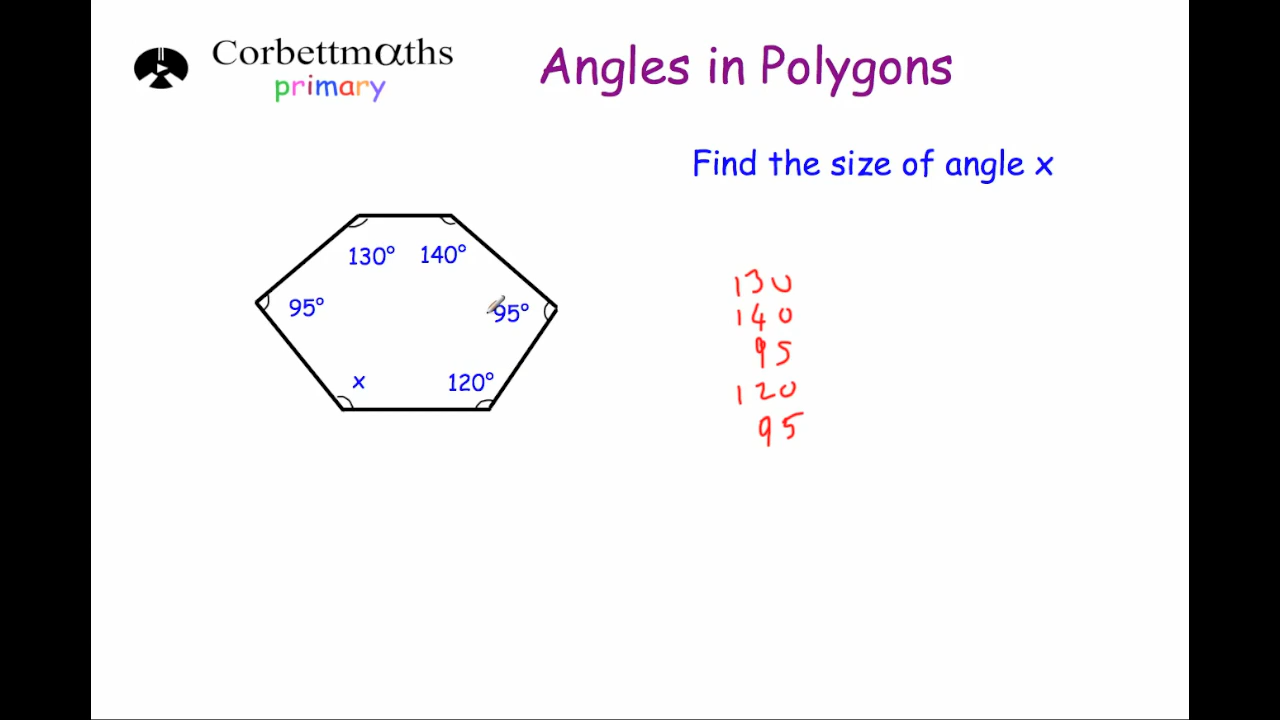 Corbettmαths
primary
Angles in Polygons
Find the size of angle x
130° 140°
95°
95°
x
120°
130
140
95
120
95